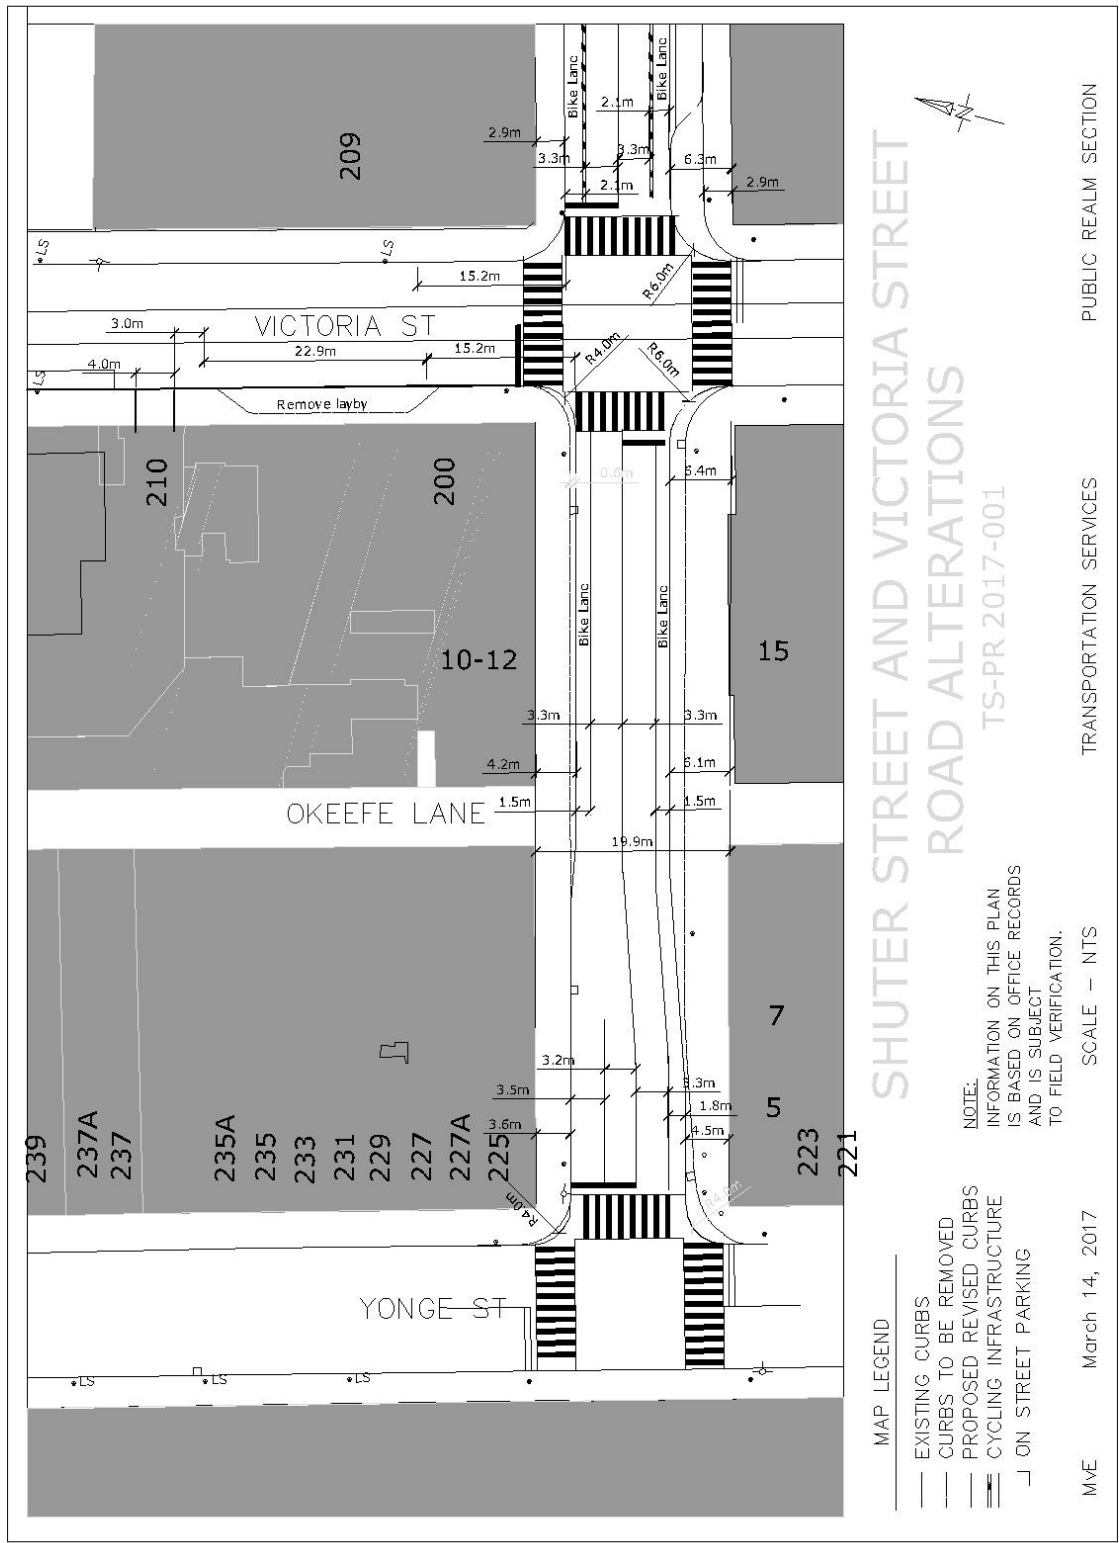 209
Bike Lane
Bike Lane
2.1m
2.9m
3.3m
3.3m
6.3m
2.1m
2.9m
LS
LS
15.2m
R6.0m
VICTORIA ST
3.0m
22.9m
15.2m
4.0m
R4.0m
R6.0m
LS
Remove layby
210
200
0.6m
6.4m
Bike Lane
Bike Lane
10-12
15
3.3m
3.3m
4.2m
6.1m
OKEEFE LANE
1.5m
1.5m
19.9m
7
3.2m
3.3m
3.5m
1.8m
5
3.6m
4.5m
239
237A
237
235A
235
233
231
229
227
227A
225
223
221
R4.0m
R4.0m
YONGE ST
LS
LS
LS
N
SHUTER STREET AND VICTORIA STREET
ROAD ALTERATIONS
TS-PR 2017-001
NOTE:
INFORMATION ON THIS PLAN
IS BASED ON OFFICE RECORDS
AND IS SUBJECT
TO FIELD VERIFICATION.
MAP LEGEND
EXISTING CURBS
CURBS TO BE REMOVED
PROPOSED REVISED CURBS
CYCLING INFRASTRUCTURE
ON STREET PARKING
MvE
March 14, 2017
SCALE - NTS
TRANSPORTATION SERVICES
PUBLIC REALM SECTION